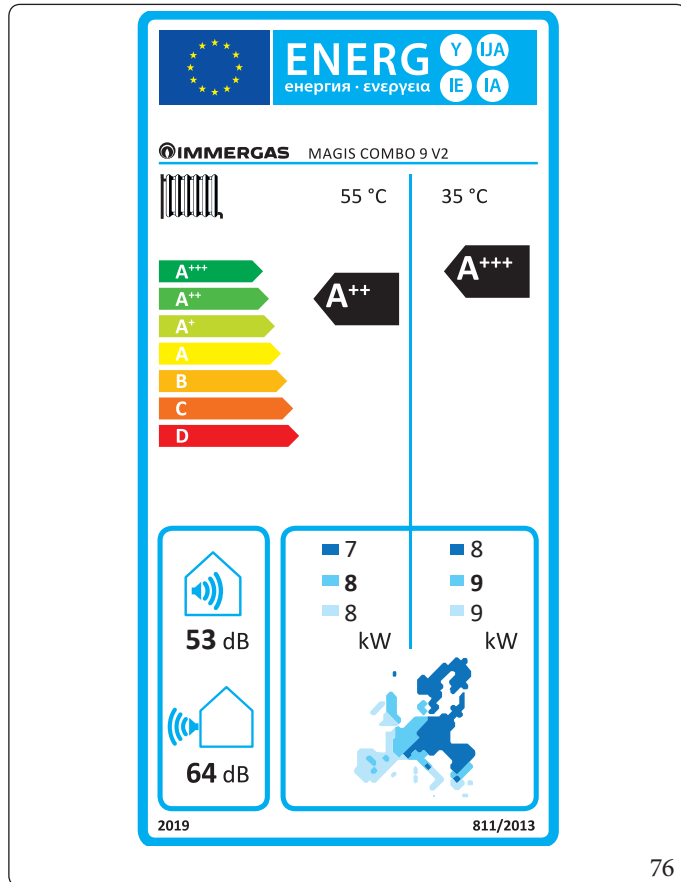 ENERG Y IJA
енергия · ενεργεια IE IA
IMMERGAS MAGIS COMBO 9 V2
55 °C 35 °C
A+++
A++
A+
A
B
C
D
A++
A+++
53 dB
64 dB
7 8
8 9
8 9
kW kW
2019 811/2013
76